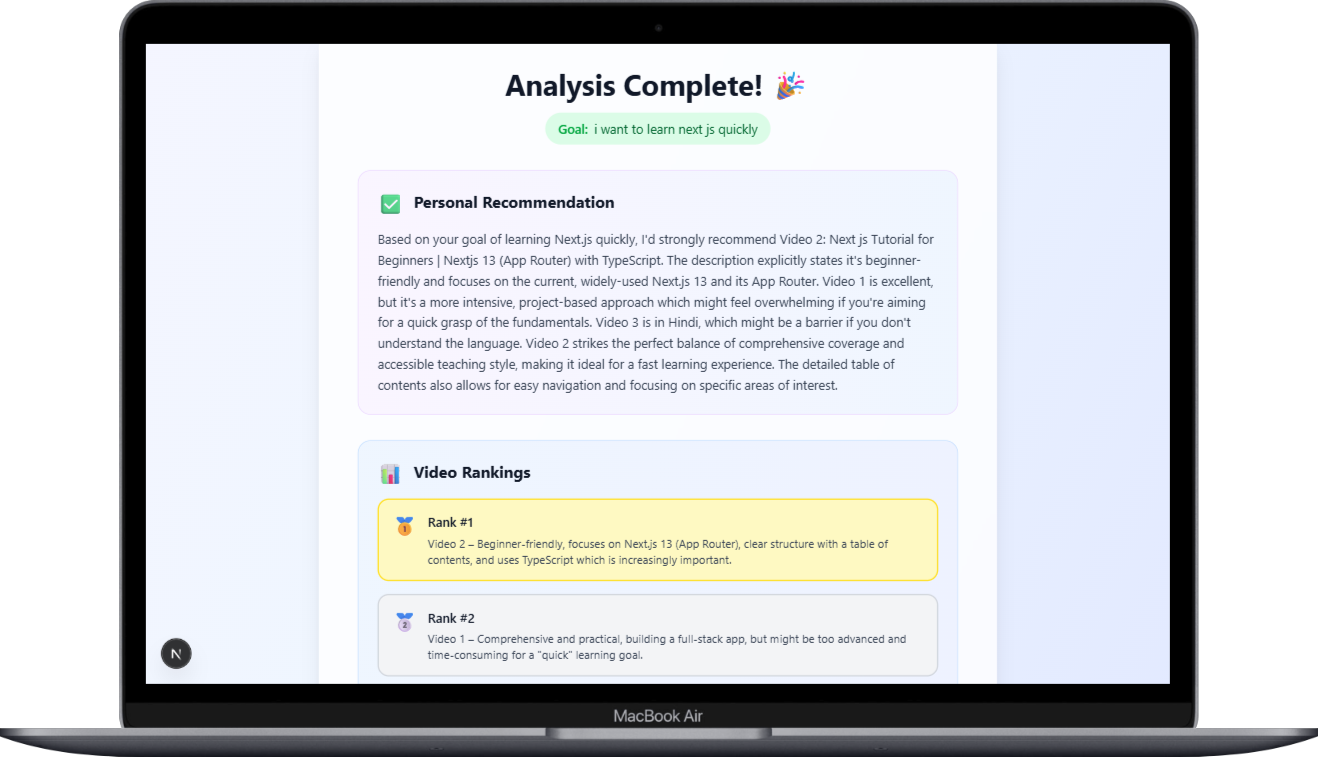 Analysis Complete!
Goal: i want to learn next js quickly
Personal Recommendation
Based on your goal of learning Next.js quickly, I'd strongly recommend Video 2: Next js Tutorial for
Beginners | Nextjs 13 (App Router) with TypeScript. The description explicitly states it's beginner-
friendly and focuses on the current, widely-used Next.js 13 and its App Router. Video 1 is excellent,
but it's a more intensive, project-based approach which might feel overwhelming if you're aiming
for a quick grasp of the fundamentals. Video 3 is in Hindi, which might be a barrier if you don't
understand the language. Video 2 strikes the perfect balance of comprehensive coverage and
accessible teaching style, making it ideal for a fast learning experience. The detailed table of
contents also allows for easy navigation and focusing on specific areas of interest.
Video Rankings
1
Rank #1
Video 2 – Beginner-friendly, focuses on Next.js 13 (App Router), clear structure with a table of
contents, and uses TypeScript which is increasingly important.
2
Rank #2
Video 1 – Comprehensive and practical, building a full-stack app, but might be too advanced and
time-consuming for a "quick" learning goal.
N
MacBook Air